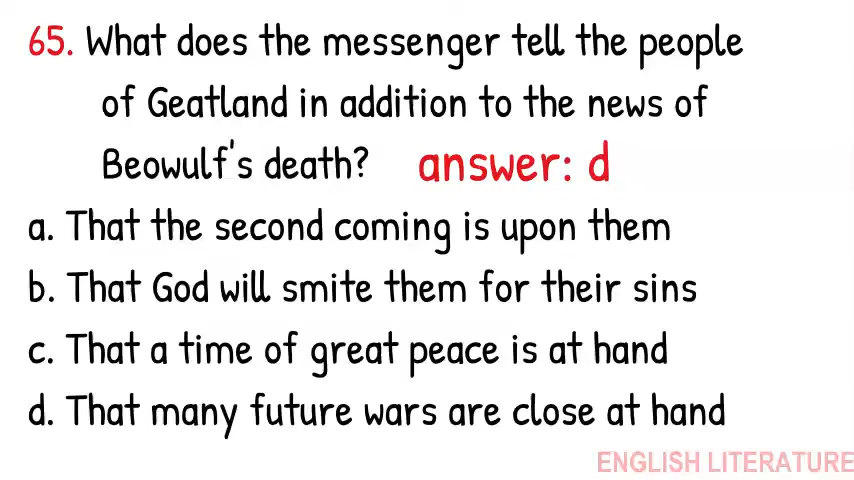 65. What does the messenger tell the people
of Geatland in addition to the news of
Beowulf's death? answer: d
a. That the second coming is upon them
b. That God will smite them for their sins
c. That a time of great peace is at hand
d. That many future wars are close at hand
ENGLISH LITERATURE